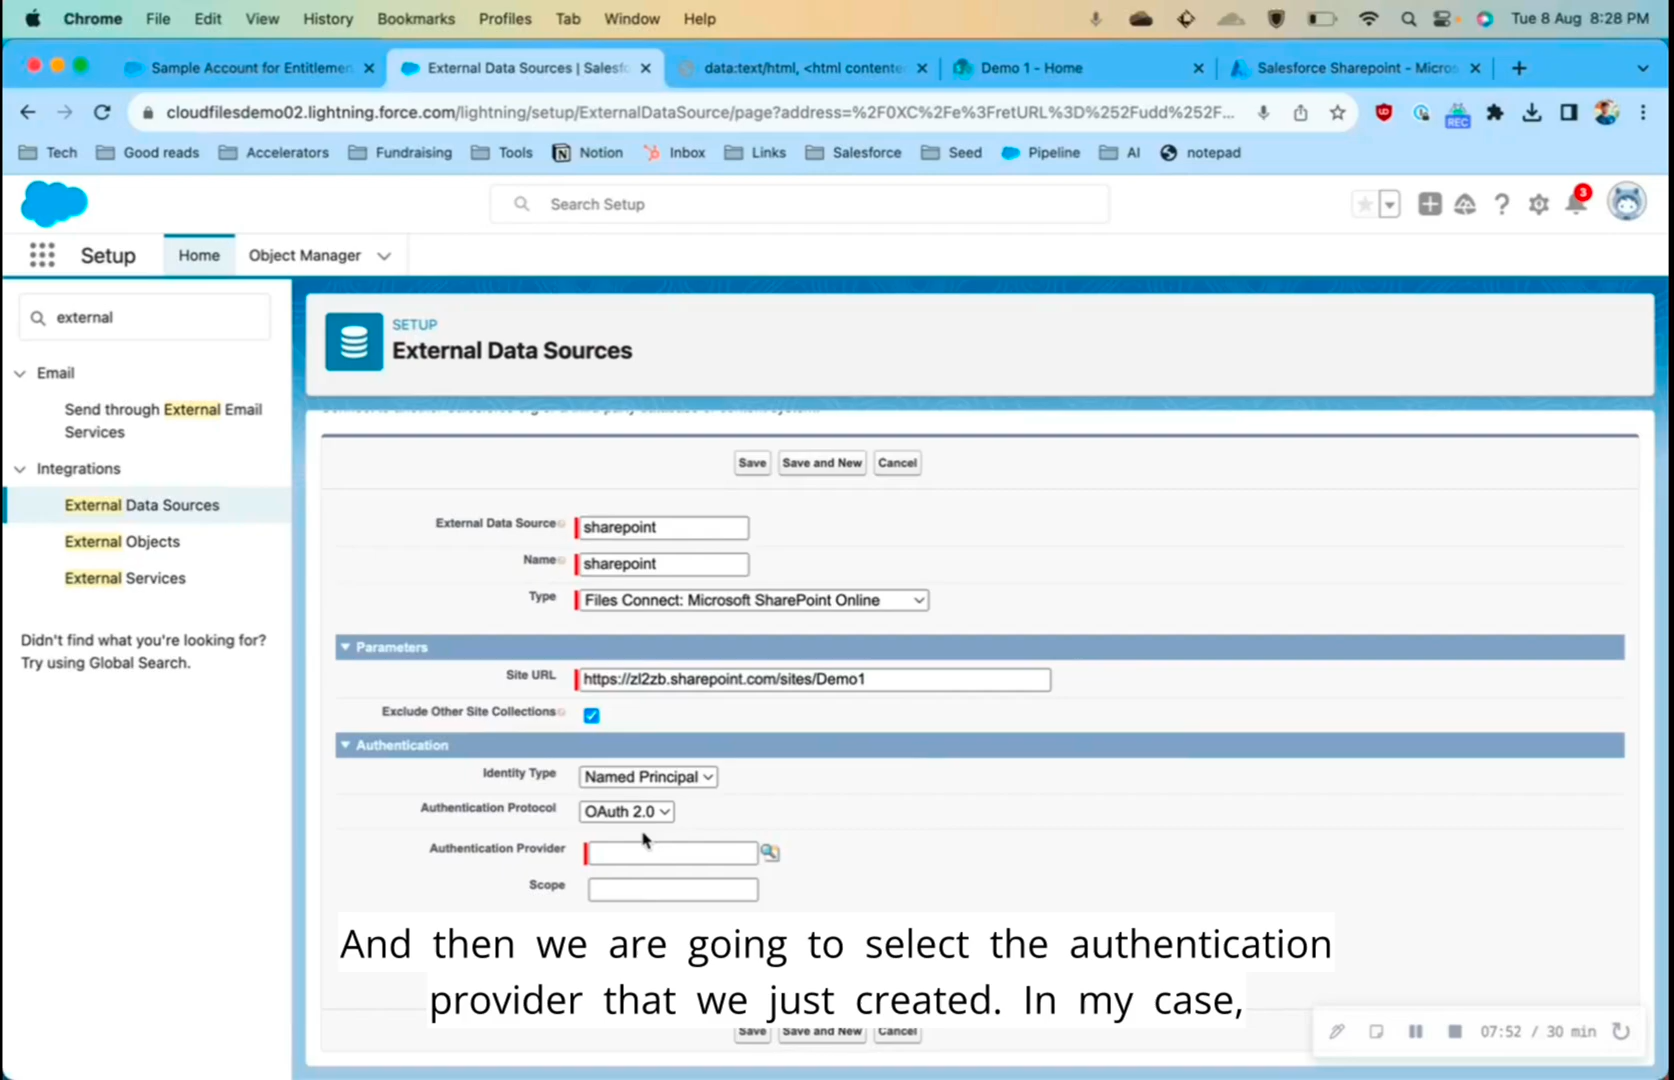 Chrome File Edit View History Bookmarks Profiles Tab Window Help Tue 8 Aug 8:28 PM
Sample Account for Entitlemen External Data Sources | Salesfo data:text/html, <html contente Demo 1 - Home Salesforce Sharepoint - Micros
cloudfilesdemo02.lightning.force.com/lightning/setup/ExternalDataSource/page?address=%2F0XC%2Fe%3FretURL%3D%252Fudd%252F... REC
Tech Good reads Accelerators Fundraising Tools Notion Inbox Links Salesforce Seed Pipeline AI notepad
Search Setup 3
Setup Home Object Manager
external
Email
Send through External Email
Services
Integrations
External Data Sources
External Objects
External Services
Didn't find what you're looking for?
Try using Global Search.
SETUP
External Data Sources
Save Save and New Cancel
External Data Source sharepoint
Name sharepoint
Type Files Connect: Microsoft SharePoint Online
Parameters
Site URL https://zl2zb.sharepoint.com/sites/Demo1
Exclude Other Site Collections
Authentication
Identity Type Named Principal
Authentication Protocol OAuth 2.0
Authentication Provider
Scope
And then we are going to select the authentication
provider that we just created. In my case,
Save Save and New Cancel
07:52 / 30 min